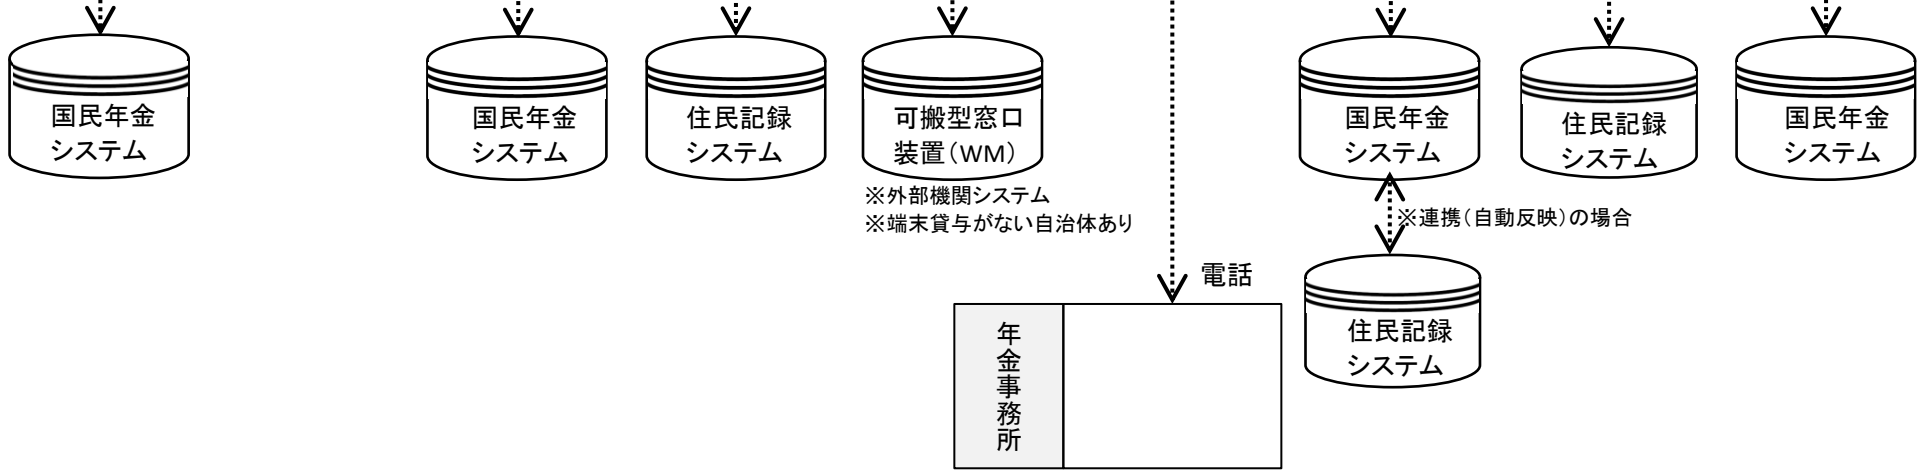 国民年金
システム
国民年金
システム
住民記録
システム
可搬型窓口
装置（WM）
※外部機関システム
※端末貸与がない自治体あり
国民年金
システム
住民記録
システム
国民年金
システム
※連携（自動反映）の場合
電話
年金事務所
住民記録
システム